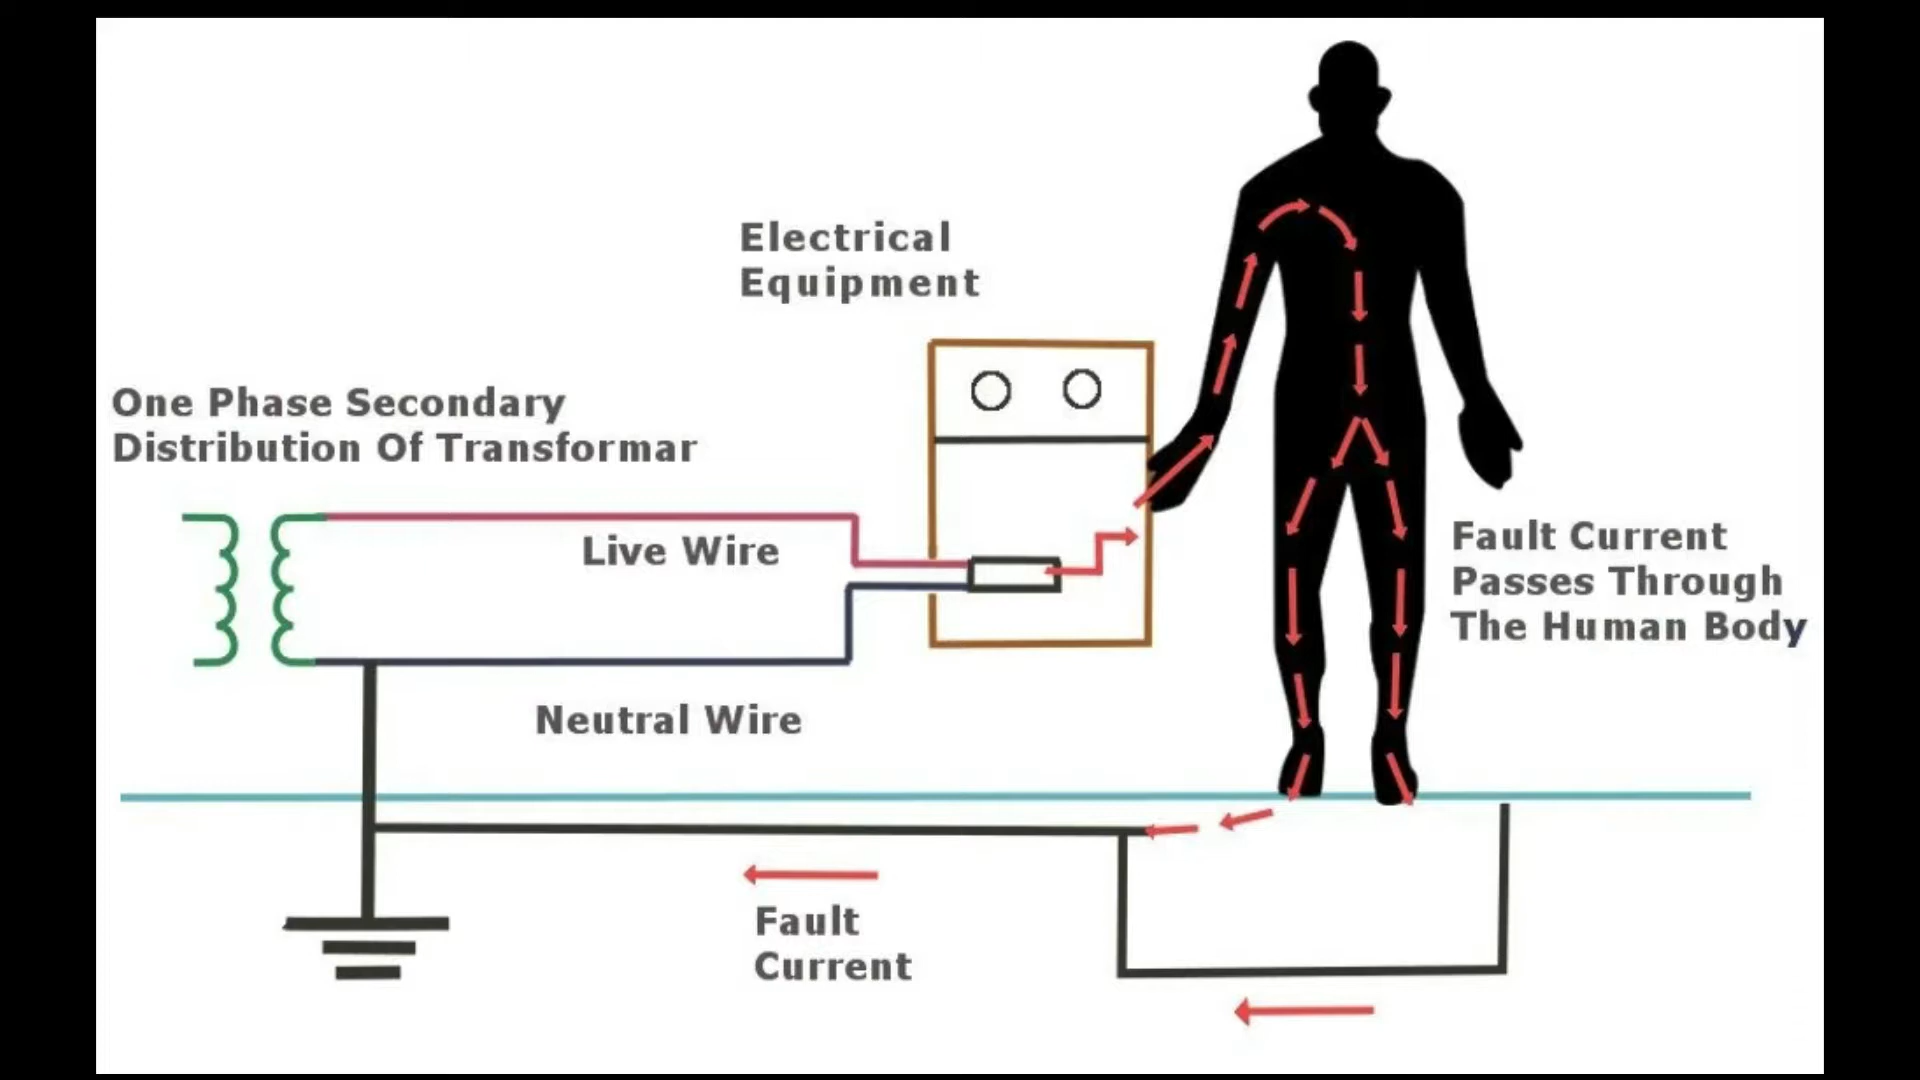 Electrical
Equipment
One Phase Secondary
Distribution Of Transformar
Live Wire
Fault Current
Passes Through
The Human Body
Neutral Wire
Fault
Current